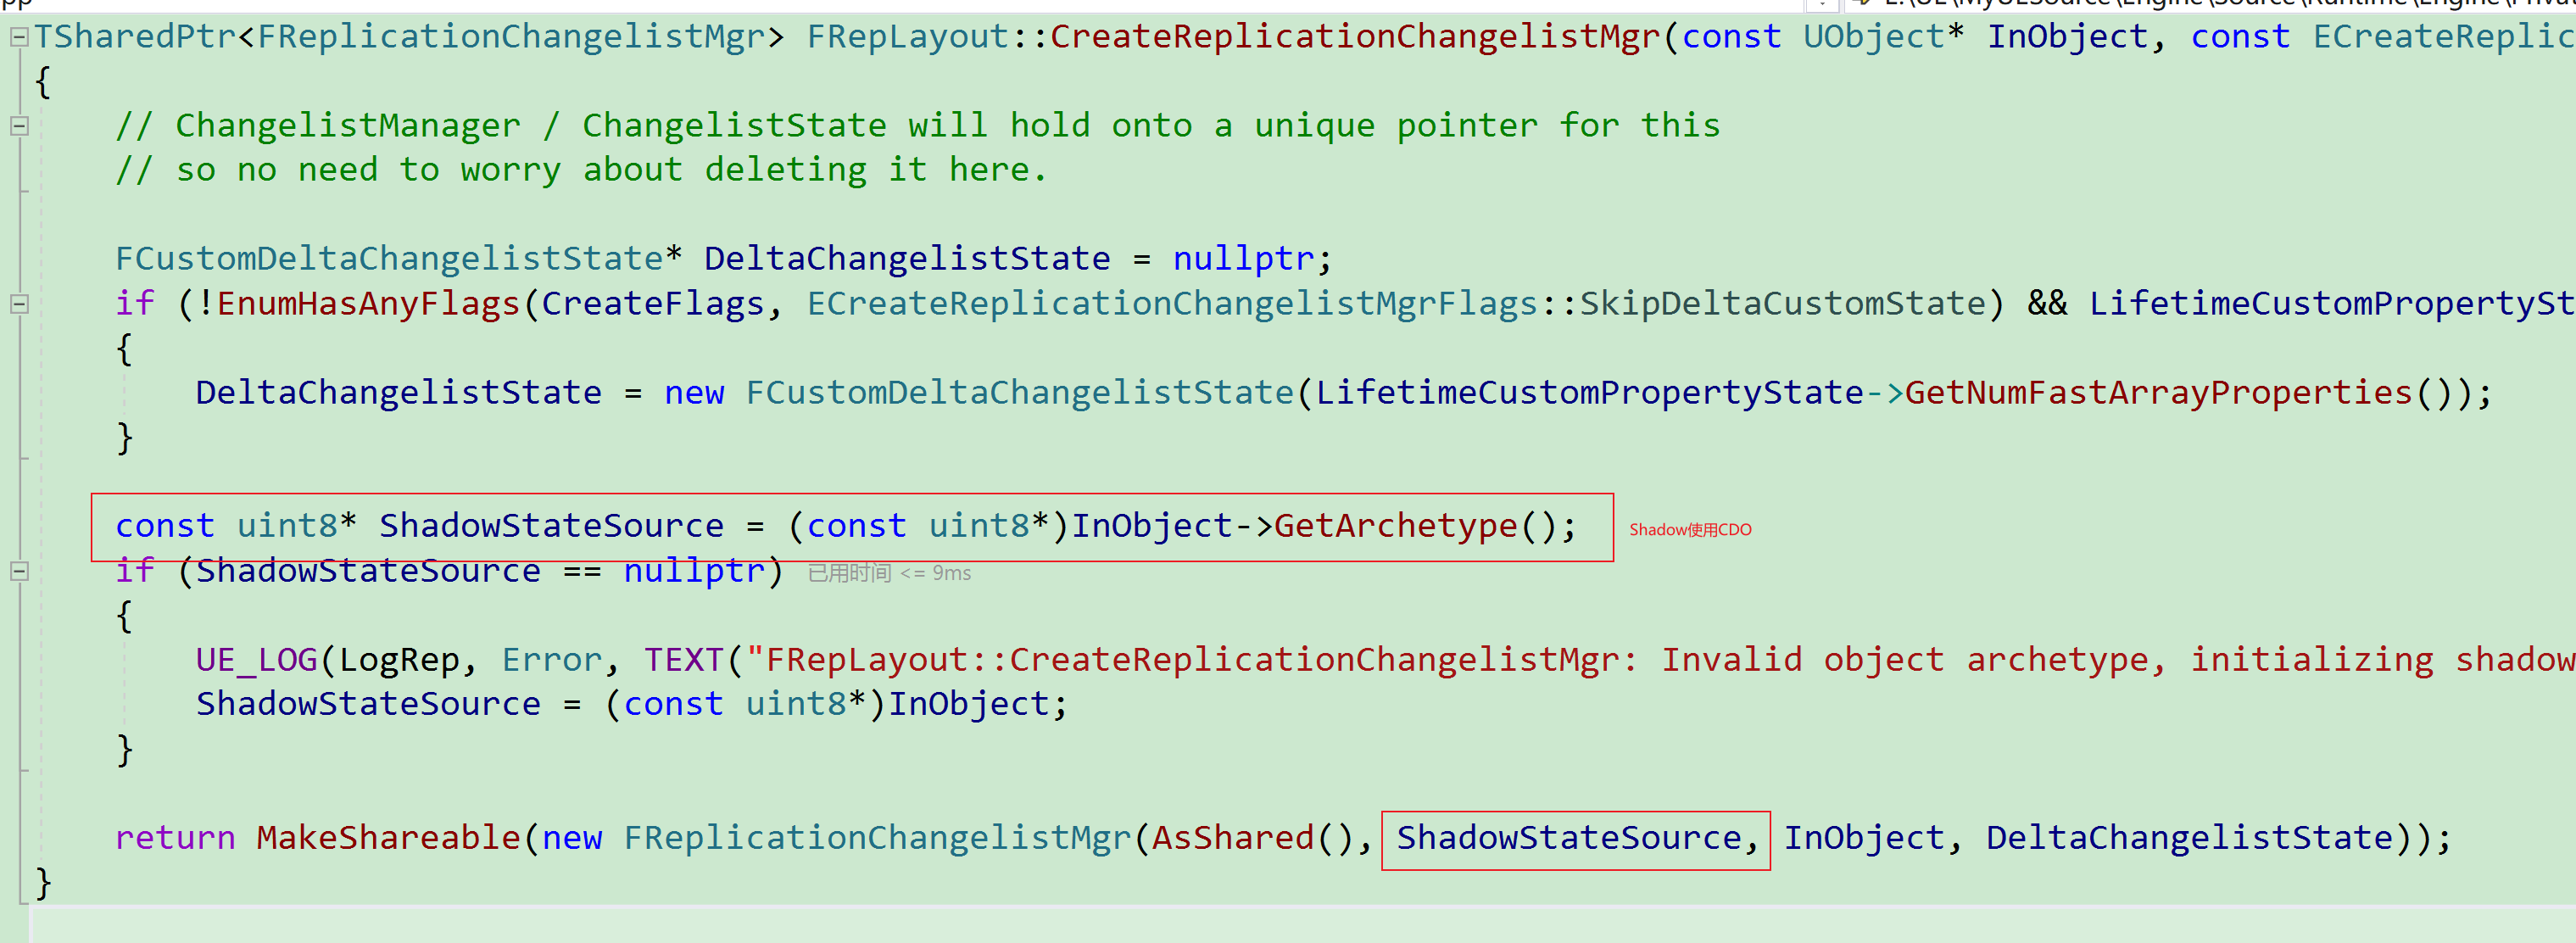 TSharedPtr<FReplicationChangelistMgr> FRepLayout::CreateReplicationChangelistMgr(const UObject* InObject, const ECreateReplic
{
// ChangelistManager / ChangelistState will hold onto a unique pointer for this
// so no need to worry about deleting it here.
FCustomDeltaChangelistState* DeltaChangelistState = nullptr;
if (!EnumHasAnyFlags(CreateFlags, ECreateReplicationChangelistMgrFlags::SkipDeltaCustomState) && LifetimeCustomPropertySt
{
DeltaChangelistState = new FCustomDeltaChangelistState(LifetimeCustomPropertyState->GetNumFastArrayProperties());
}
const uint8* ShadowStateSource = (const uint8*)InObject->GetArchetype(); Shadow使用CDO
if (ShadowStateSource == nullptr) 已用时间 <= 9ms
{
UE_LOG(LogRep, Error, TEXT("FRepLayout::CreateReplicationChangelistMgr: Invalid object archetype, initializing shadow
ShadowStateSource = (const uint8*)InObject;
}
return MakeShareable(new FReplicationChangelistMgr(AsShared(), ShadowStateSource, InObject, DeltaChangelistState));
}